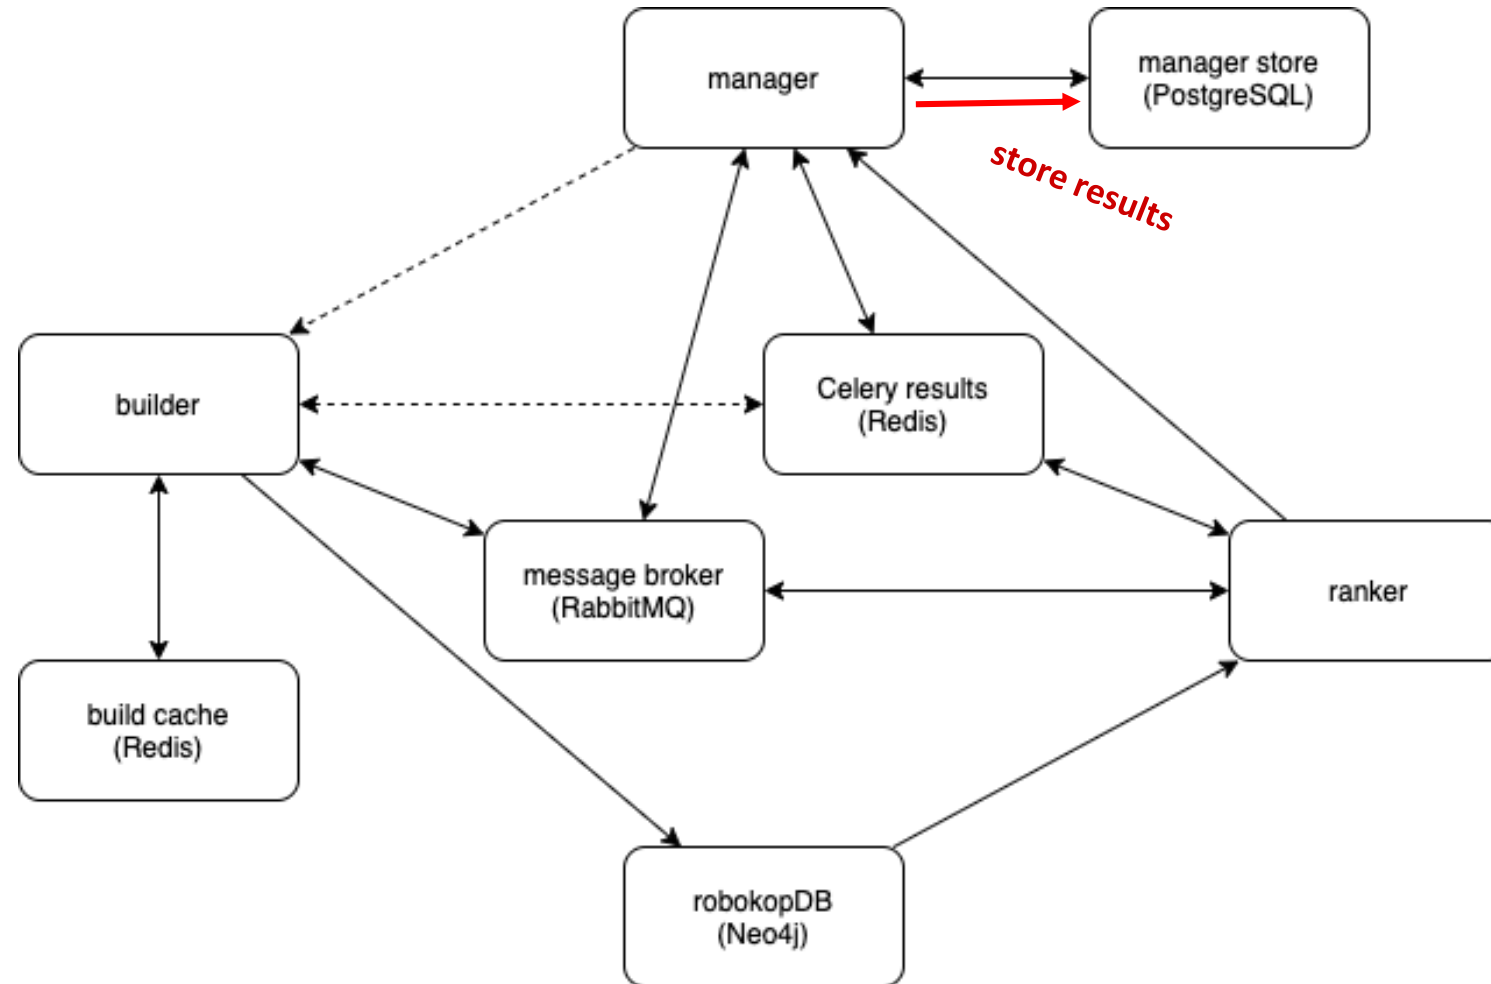 manager
manager store
(PostgreSQL)
store results
builder
Celery results
(Redis)
message broker
(RabbitMQ)
ranker
build cache
(Redis)
robokopDB
(Neo4j)